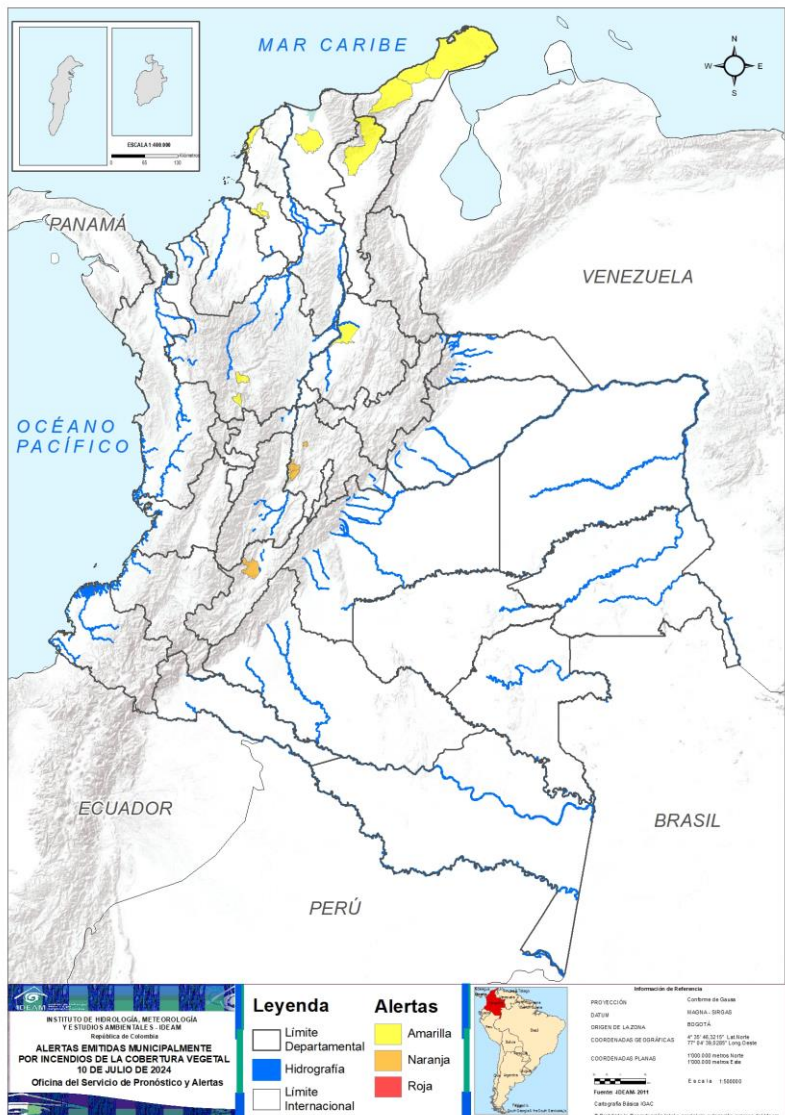 MAR CARIBE
N
W
E
S
ESCALA 1:400.000
PANAMÁ
VENEZUELA
OCÉANO
PACÍFICO
ECUADOR
BRASIL
PERÚ
IDEAM
INSTITUTO DE HIDROLOGÍA, METEOROLOGÍA
Y ESTUDIOS AMBIENTALES - IDEAM
República de Colombia
ALERTAS EMITIDAS MUNICIPALMENTE
POR INCENDIOS DE LA COBERTURA VEGETAL
10 DE JULIO DE 2024
Oficina del Servicio de Pronóstico y Alertas
Leyenda
Límite
Departamental
Hidrografía
Límite
Internacional
Alertas
Amarilla
Naranja
Roja
Información de Referencia
PROYECCIÓN Conforme de Gauss
DATUM MAGNA - SIRGAS
ORIGEN DE LA ZONA BOGOTÁ
COORDENADAS GEOGRÁFICAS
COORDENADAS PLANAS 1'000.000 metros Norte
1'000.000 metros Este
Escala
Fuente: IDEAM- 2011
Cartografía Básica IGAC